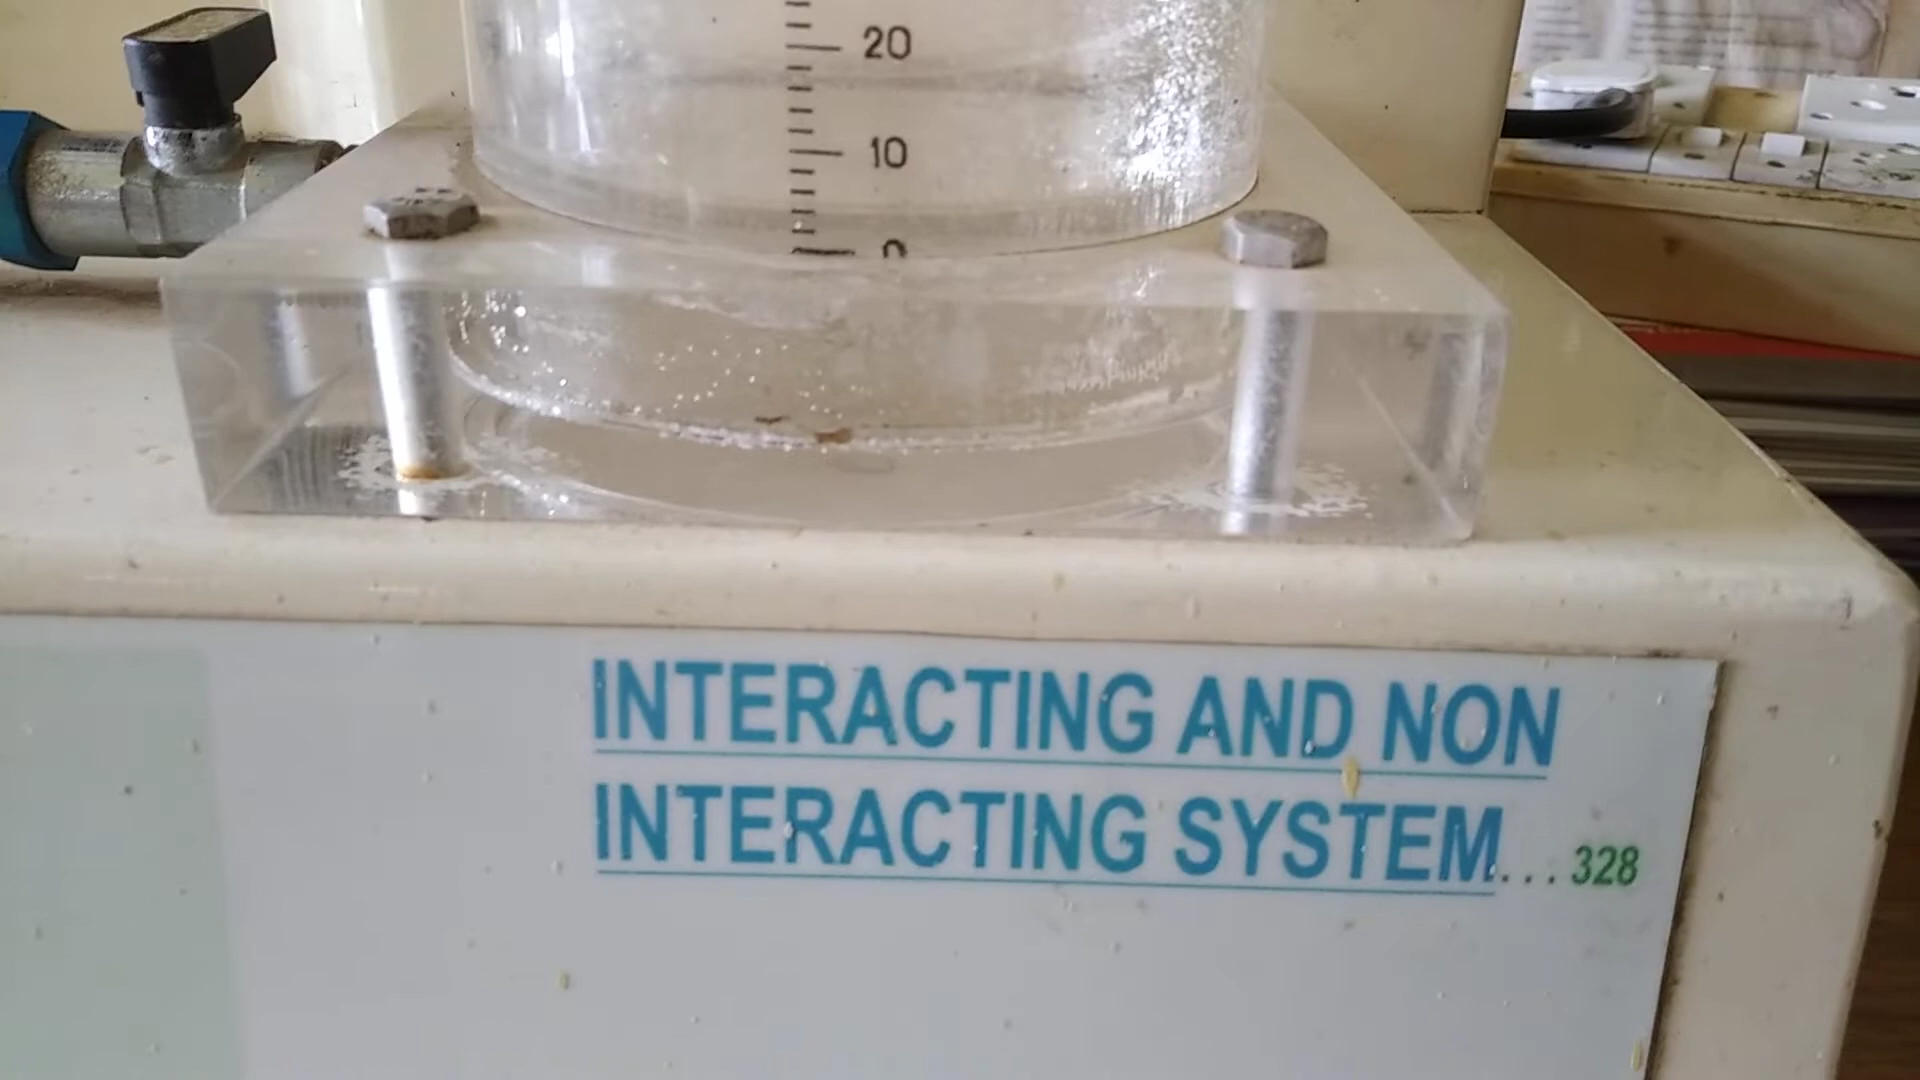 20
10
0
INTERACTING AND NON
INTERACTING SYSTEM...328